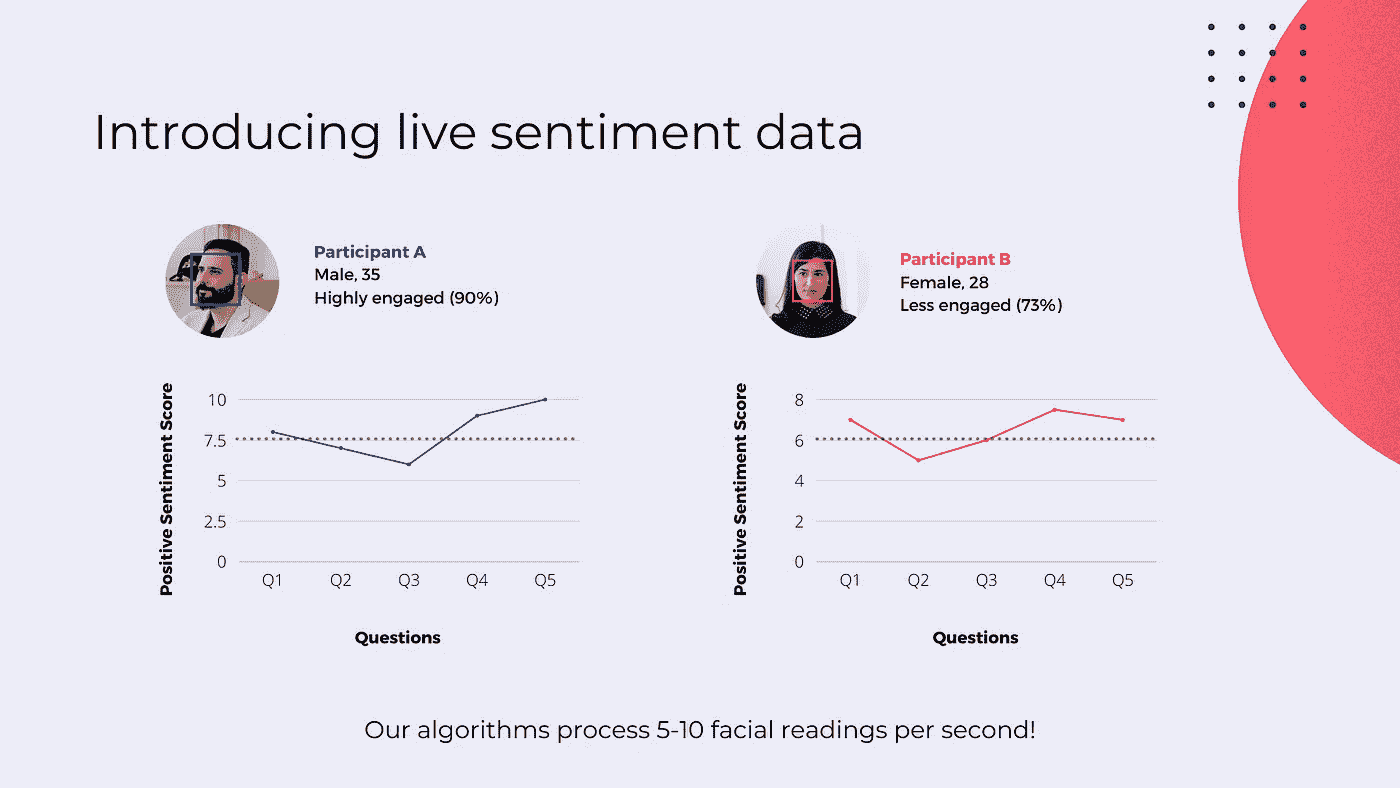 Introducing live sentiment data
Participant A
Male, 35
Highly engaged (90%)
Participant B
Female, 28
Less engaged (73%)
Positive Sentiment Score
10
7.5
5
2.5
0
Q1 Q2 Q3 Q4 Q5
Questions
Positive Sentiment Score
8
6
4
2
0
Q1 Q2 Q3 Q4 Q5
Questions
Our algorithms process 5-10 facial readings per second!